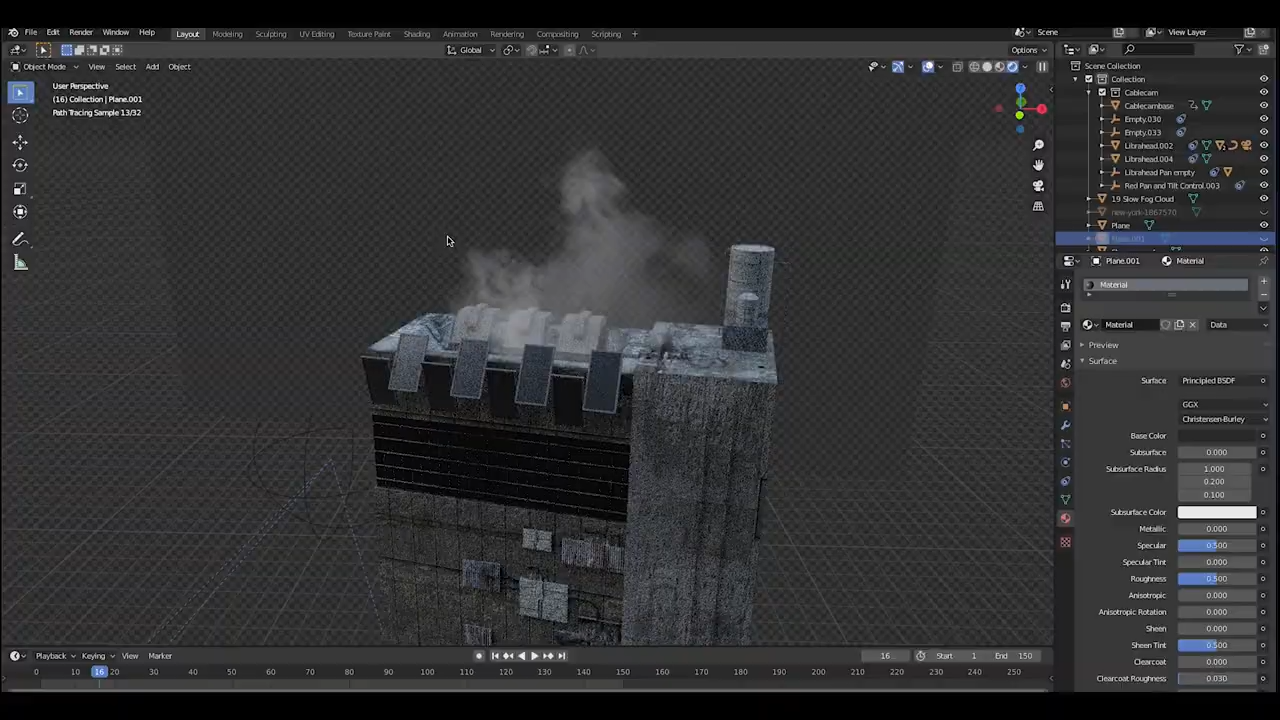 File Edit Render Window Help Layout Modeling Sculpting UV Editing Texture Paint Shading Animation Rendering Compositing Scripting + Scene View Layer
Global Options
Object Mode View Select Add Object
Scene Collection
User Perspective
Collection
(16) Collection | Plane.001
Cablecam
Path Tracing Sample 13/32
Cablecambase
Empty.030
Empty.033
Librahead.002
Librahead.004
Librahead Pan empty
Red Pan and Tilt Control.003
19 Slow Fog Cloud
new-york-1867570
Plane
Plane.001
Plane.001 Material
Material
Material Data
Preview
Surface
Surface Principled BSDF
GGX
Christensen-Burley
Base Color
Subsurface 0.000
Subsurface Radius 1.000
0.200
0.100
Subsurface Color
Metallic 0.000
Specular 0.500
Specular Tint 0.000
Roughness 0.500
Anisotropic 0.000
Anisotropic Rotation 0.000
Sheen 0.000
Sheen Tint 0.500
Clearcoat 0.000
Clearcoat Roughness 0.030
Playback Keying View Marker 16 Start 1 End 150
0 16 20 30 40 50 60 70 80 90 100 110 120 130 140 150 160 170 180 190 200 210 220 230 240 250